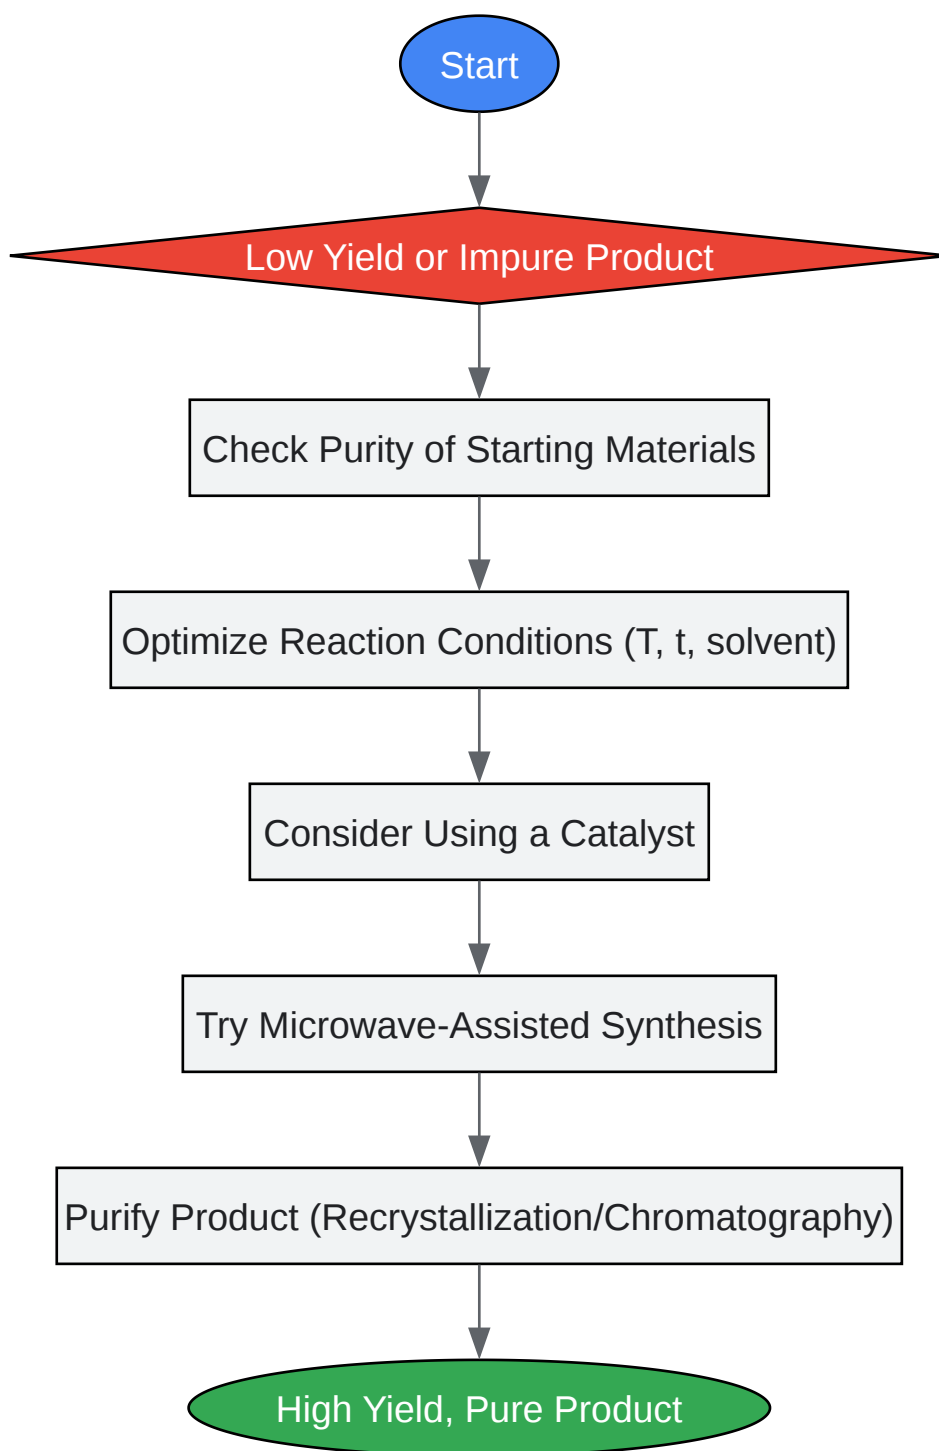 Start
Low Yield or Impure Product
Check Purity of Starting Materials
Optimize Reaction Conditions (T, t, solvent)
Consider Using a Catalyst
Try Microwave-Assisted Synthesis
Purify Product (Recrystallization/Chromatography)
High Yield, Pure Product